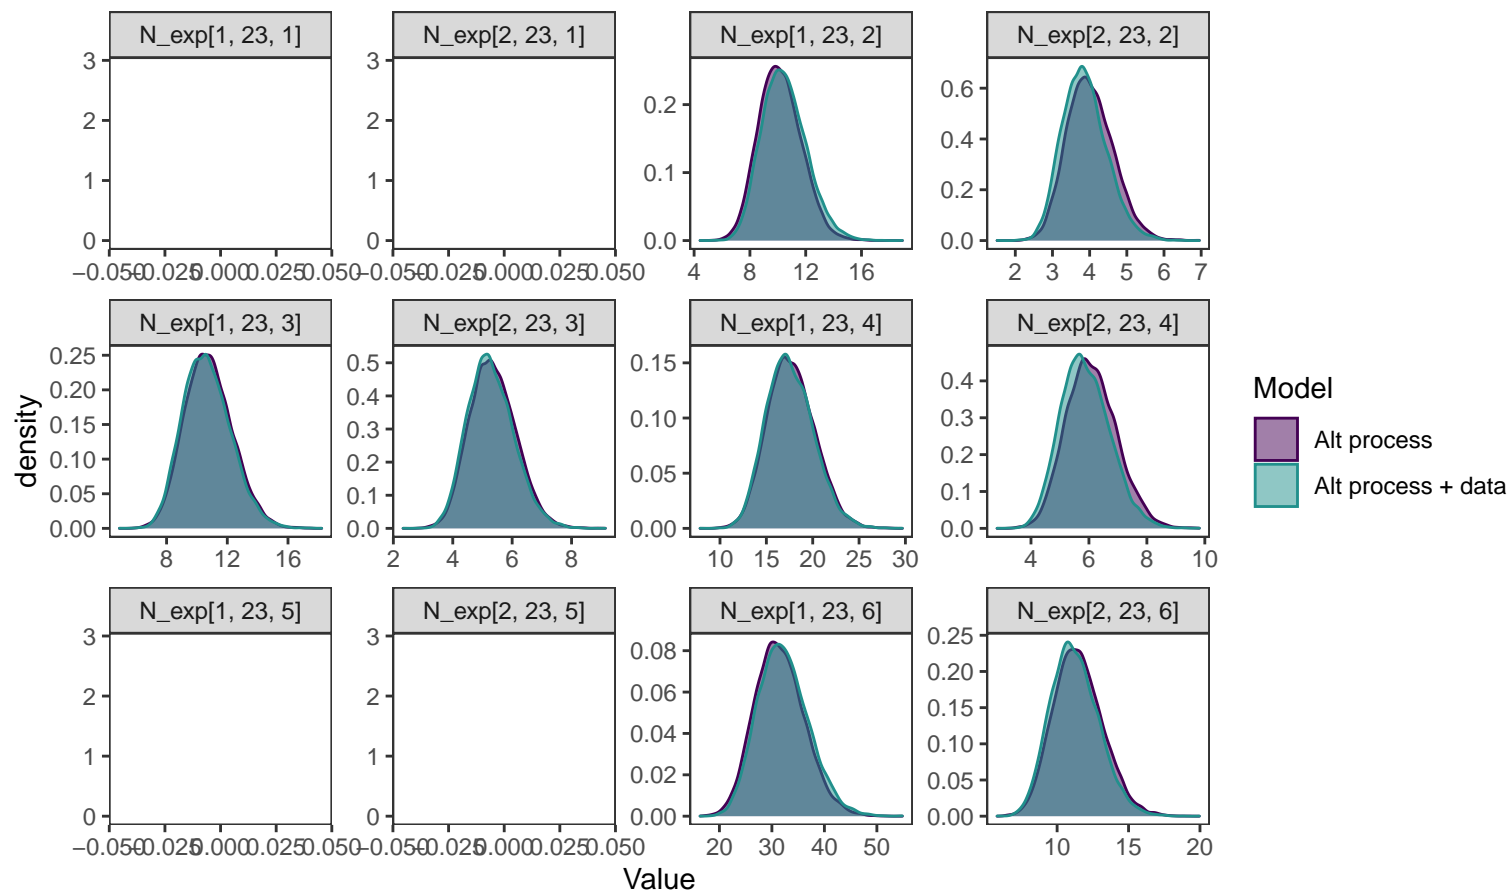 N_exp[1, 23, 1] N_exp[2, 23, 1] N_exp[1, 23, 2] N_exp[2, 23, 2]
3
2
1
0
−0.050 −0.025 0.000 0.025 0.050
3
2
1
0
−0.050 −0.025 0.000 0.025 0.050
0.2
0.1
0.0
4 8 12 16
0.6
0.4
0.2
0.0
2 3 4 5 6 7
N_exp[1, 23, 3] N_exp[2, 23, 3] N_exp[1, 23, 4] N_exp[2, 23, 4]
0.25
0.20
0.15
0.10
0.05
0.00
8 12 16
0.5
0.4
0.3
0.2
0.1
0.0
2 4 6 8
0.15
0.10
0.05
0.00
10 15 20 25 30
0.4
0.3
0.2
0.1
0.0
4 6 8 10
N_exp[1, 23, 5] N_exp[2, 23, 5] N_exp[1, 23, 6] N_exp[2, 23, 6]
3
2
1
0
−0.050 −0.025 0.000 0.025 0.050
3
2
1
0
−0.050 −0.025 0.000 0.025 0.050
0.08
0.06
0.04
0.02
0.00
20 30 40 50
0.25
0.20
0.15
0.10
0.05
0.00
10 15 20
density
Value
Model
Alt process
Alt process + data